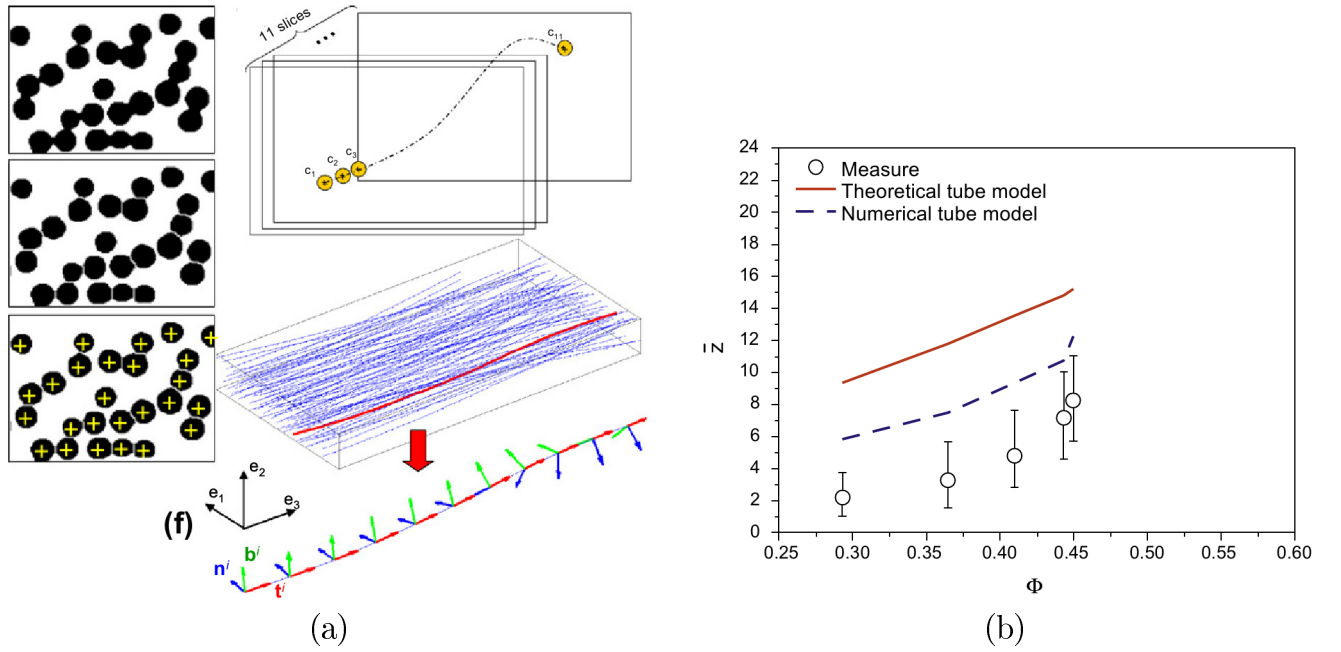 11 slices
•••
c11
c3
c2
c1
e2
e1
e3
(f)
b^i
n^i
t^i
(a)
24
22
20
18
16
14
12
10
8
6
4
2
0
z̄
Measure
Theoretical tube model
Numerical tube model
0.25 0.30 0.35 0.40 0.45 0.50 0.55 0.60
Φ
(b)